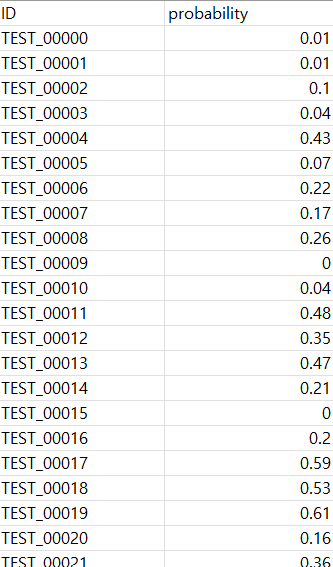 ID probability
TEST_00000 0.01
TEST_00001 0.01
TEST_00002 0.1
TEST_00003 0.04
TEST_00004 0.43
TEST_00005 0.07
TEST_00006 0.22
TEST_00007 0.17
TEST_00008 0.26
TEST_00009 0
TEST_00010 0.04
TEST_00011 0.48
TEST_00012 0.35
TEST_00013 0.47
TEST_00014 0.21
TEST_00015 0
TEST_00016 0.2
TEST_00017 0.59
TEST_00018 0.53
TEST_00019 0.61
TEST_00020 0.16
TEST_00021 0.36